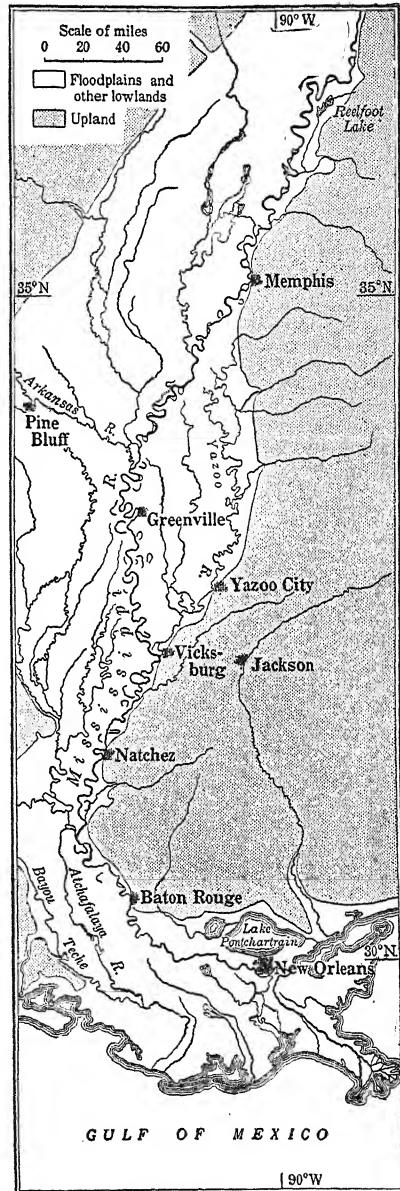 Scale of miles
0 20 40 60
Floodplains and
other lowlands
Upland
90° W
Reelfoot
Lake
35° N
Memphis
35° N
Arkansas R.
Pine
Bluff
Yazoo R.
Greenville
Yazoo City
Vicks-
burg
Jackson
Mississippi R.
Natchez
Baton Rouge
Bayou Teche
Atchafalaya R.
Lake
Pontchartrain
30° N
New Orleans
GULF OF MEXICO
90° W